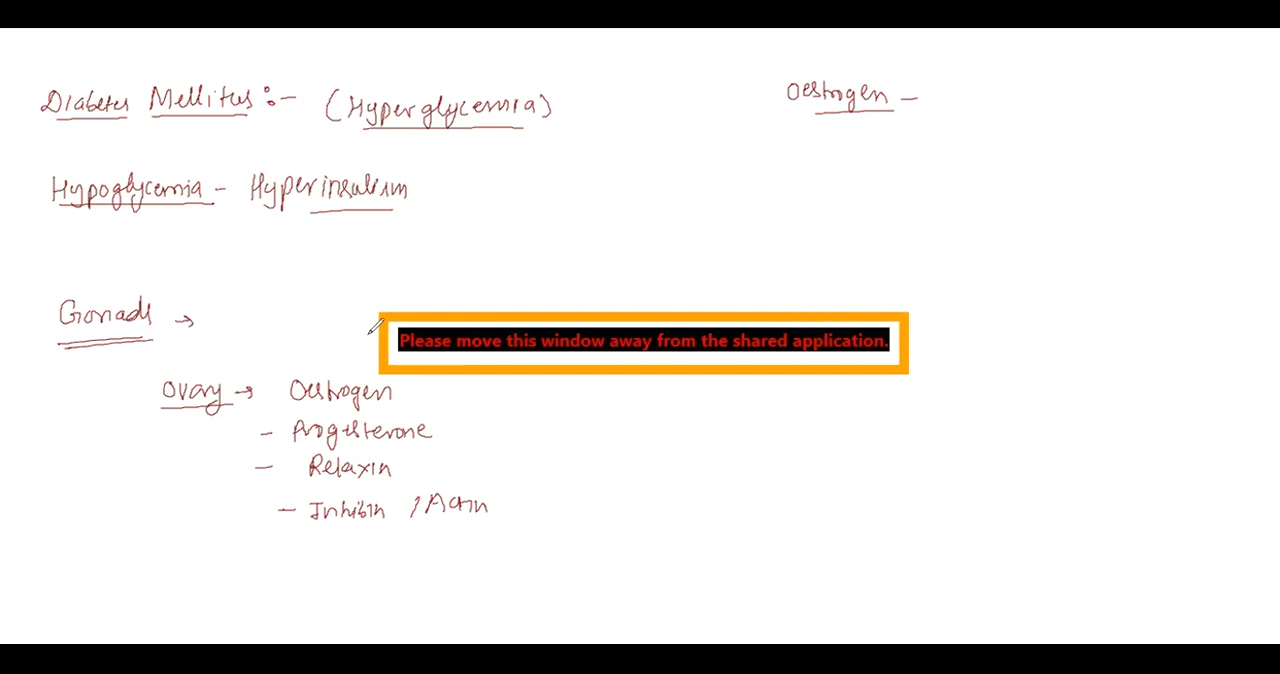 Diabetes Mellitus :- (Hyperglycemia)
Hypoglycemia - Hyperinsulism
Gonads →
Please move this window away from the shared application.
Ovary → Oestrogen
- Progesterone
- Relaxin
- Inhibin / Actin
Oestrogen -